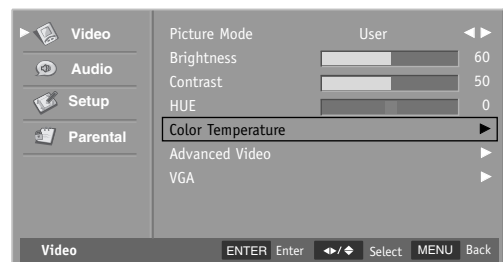 Video
Audio
Setup
Parental
Picture Mode User
Brightness 60
Contrast 50
HUE 0
Color Temperature
Advanced Video
VGA
Video ENTER Enter / Select MENU Back